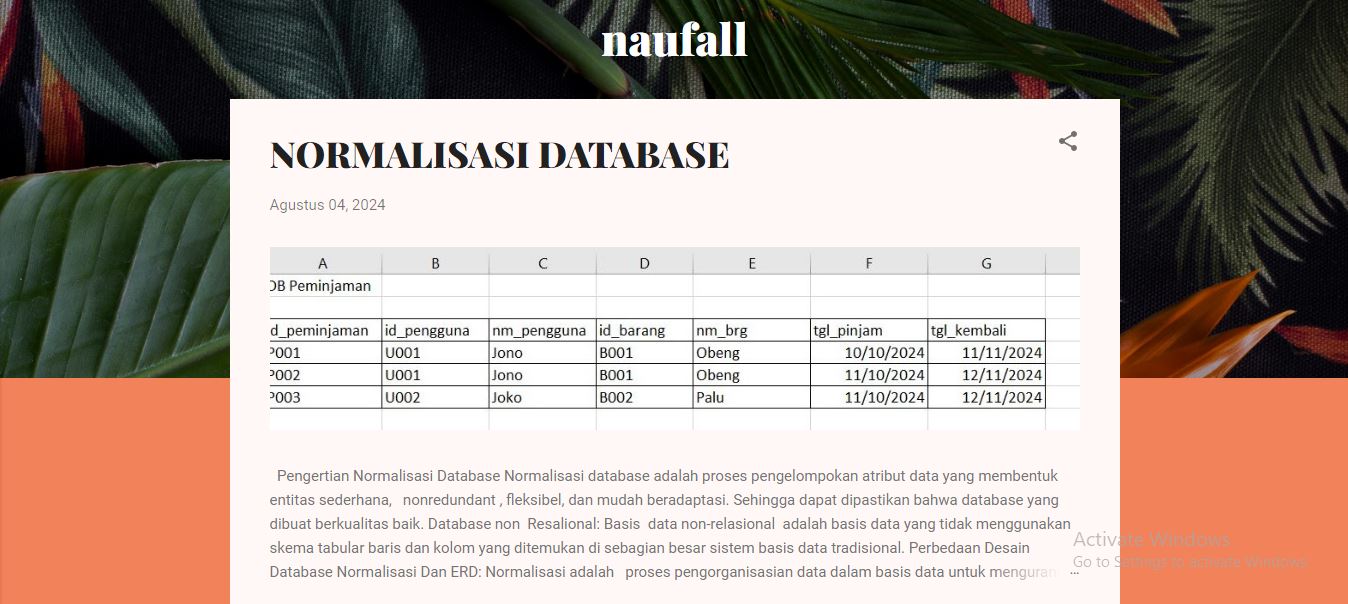 naufall
NORMALISASI DATABASE
Agustus 04, 2024
A B C D E F G
DB Peminjaman
d_peminjaman id_pengguna nm_pengguna id_barang nm_brg tgl_pinjam tgl_kembali
P001 U001 Jono B001 Obeng 10/10/2024 11/11/2024
P002 U001 Jono B001 Obeng 11/10/2024 12/11/2024
P003 U002 Joko B002 Palu 11/10/2024 12/11/2024
Pengertian Normalisasi Database Normalisasi database adalah proses pengelompokan atribut data yang membentuk
entitas sederhana, nonredundant , fleksibel, dan mudah beradaptasi. Sehingga dapat dipastikan bahwa database yang
dibuat berkualitas baik. Database non Resalional: Basis data non-relasional adalah basis data yang tidak menggunakan
skema tabular baris dan kolom yang ditemukan di sebagian besar sistem basis data tradisional. Perbedaan Desain
Database Normalisasi Dan ERD: Normalisasi adalah proses pengorganisasian data dalam basis data untuk menguran ...
Activate Windows
Go to Settings to activate Windows.